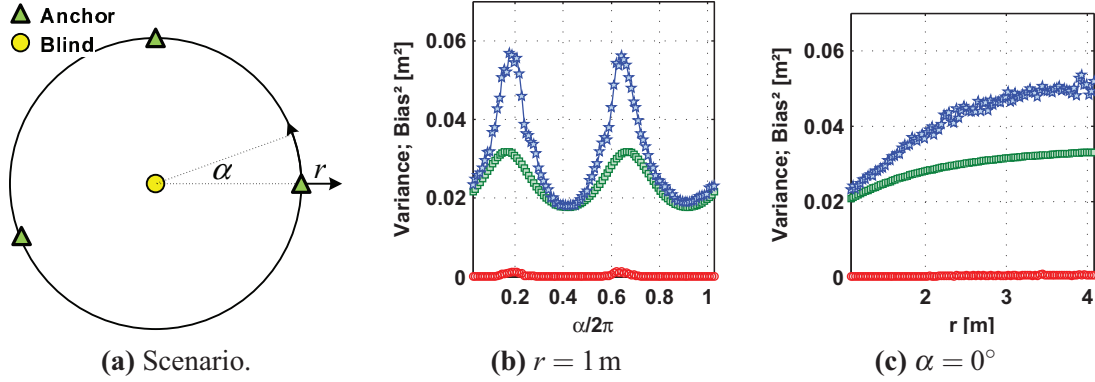 Anchor
Blind
α
r
(a) Scenario.
Variance; Bias² [m²]
0.06
0.04
0.02
0
0.2 0.4 0.6 0.8 1
α/2π
(b) r = 1 m
Variance; Bias² [m²]
0.06
0.04
0.02
0
2 3 4
r [m]
(c) α = 0°